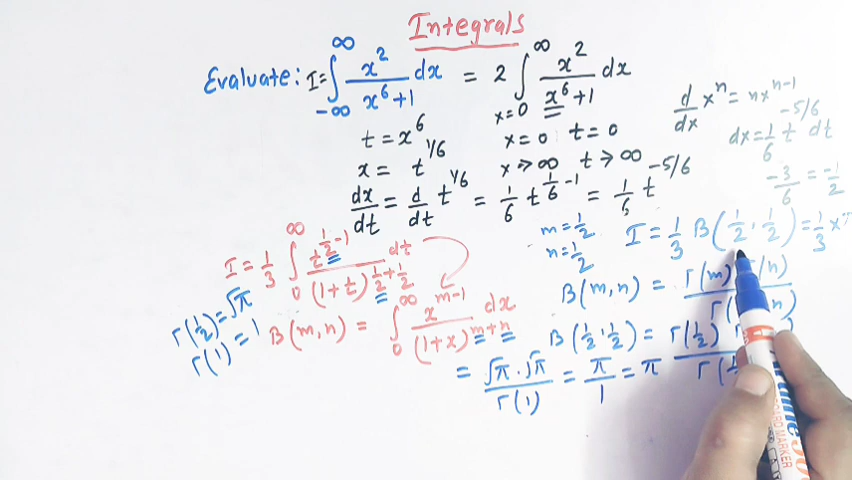 Integrals
Evaluate: I = ∫_{-∞}^{∞} x²/(x⁶+1) dx = 2 ∫_{x=0}^{∞} x²/(x⁶+1) dx
t = x⁶ x=0 t=0
x = t^{1/6} x→∞ t→∞
dx/dt = d/dt t^{1/6} = 1/6 t^{1/6 -1} = 1/6 t^{-5/6}
d/dx xⁿ = nx^{n-1}
dx = 1/6 t^{-5/6} dt
-3/6 = -1/2
I = 1/3 ∫_0^∞ t^{1/2 -1}/(1+t)^{1/2+1/2} dt
Γ(1/2) = √π
Γ(1) = 1
B(m,n) = ∫_0^∞ x^{m-1}/(1+x)^{m+n} dx
m = 1/2
n = 1/2
I = 1/3 B(1/2, 1/2) = 1/3 × π
B(m,n) = Γ(m) (n)/Γ( n)
B(1/2, 1/2) = Γ(1/2) Γ /Γ(
= √π · √π/Γ(1) = π/1 = π
BOARD MARKER